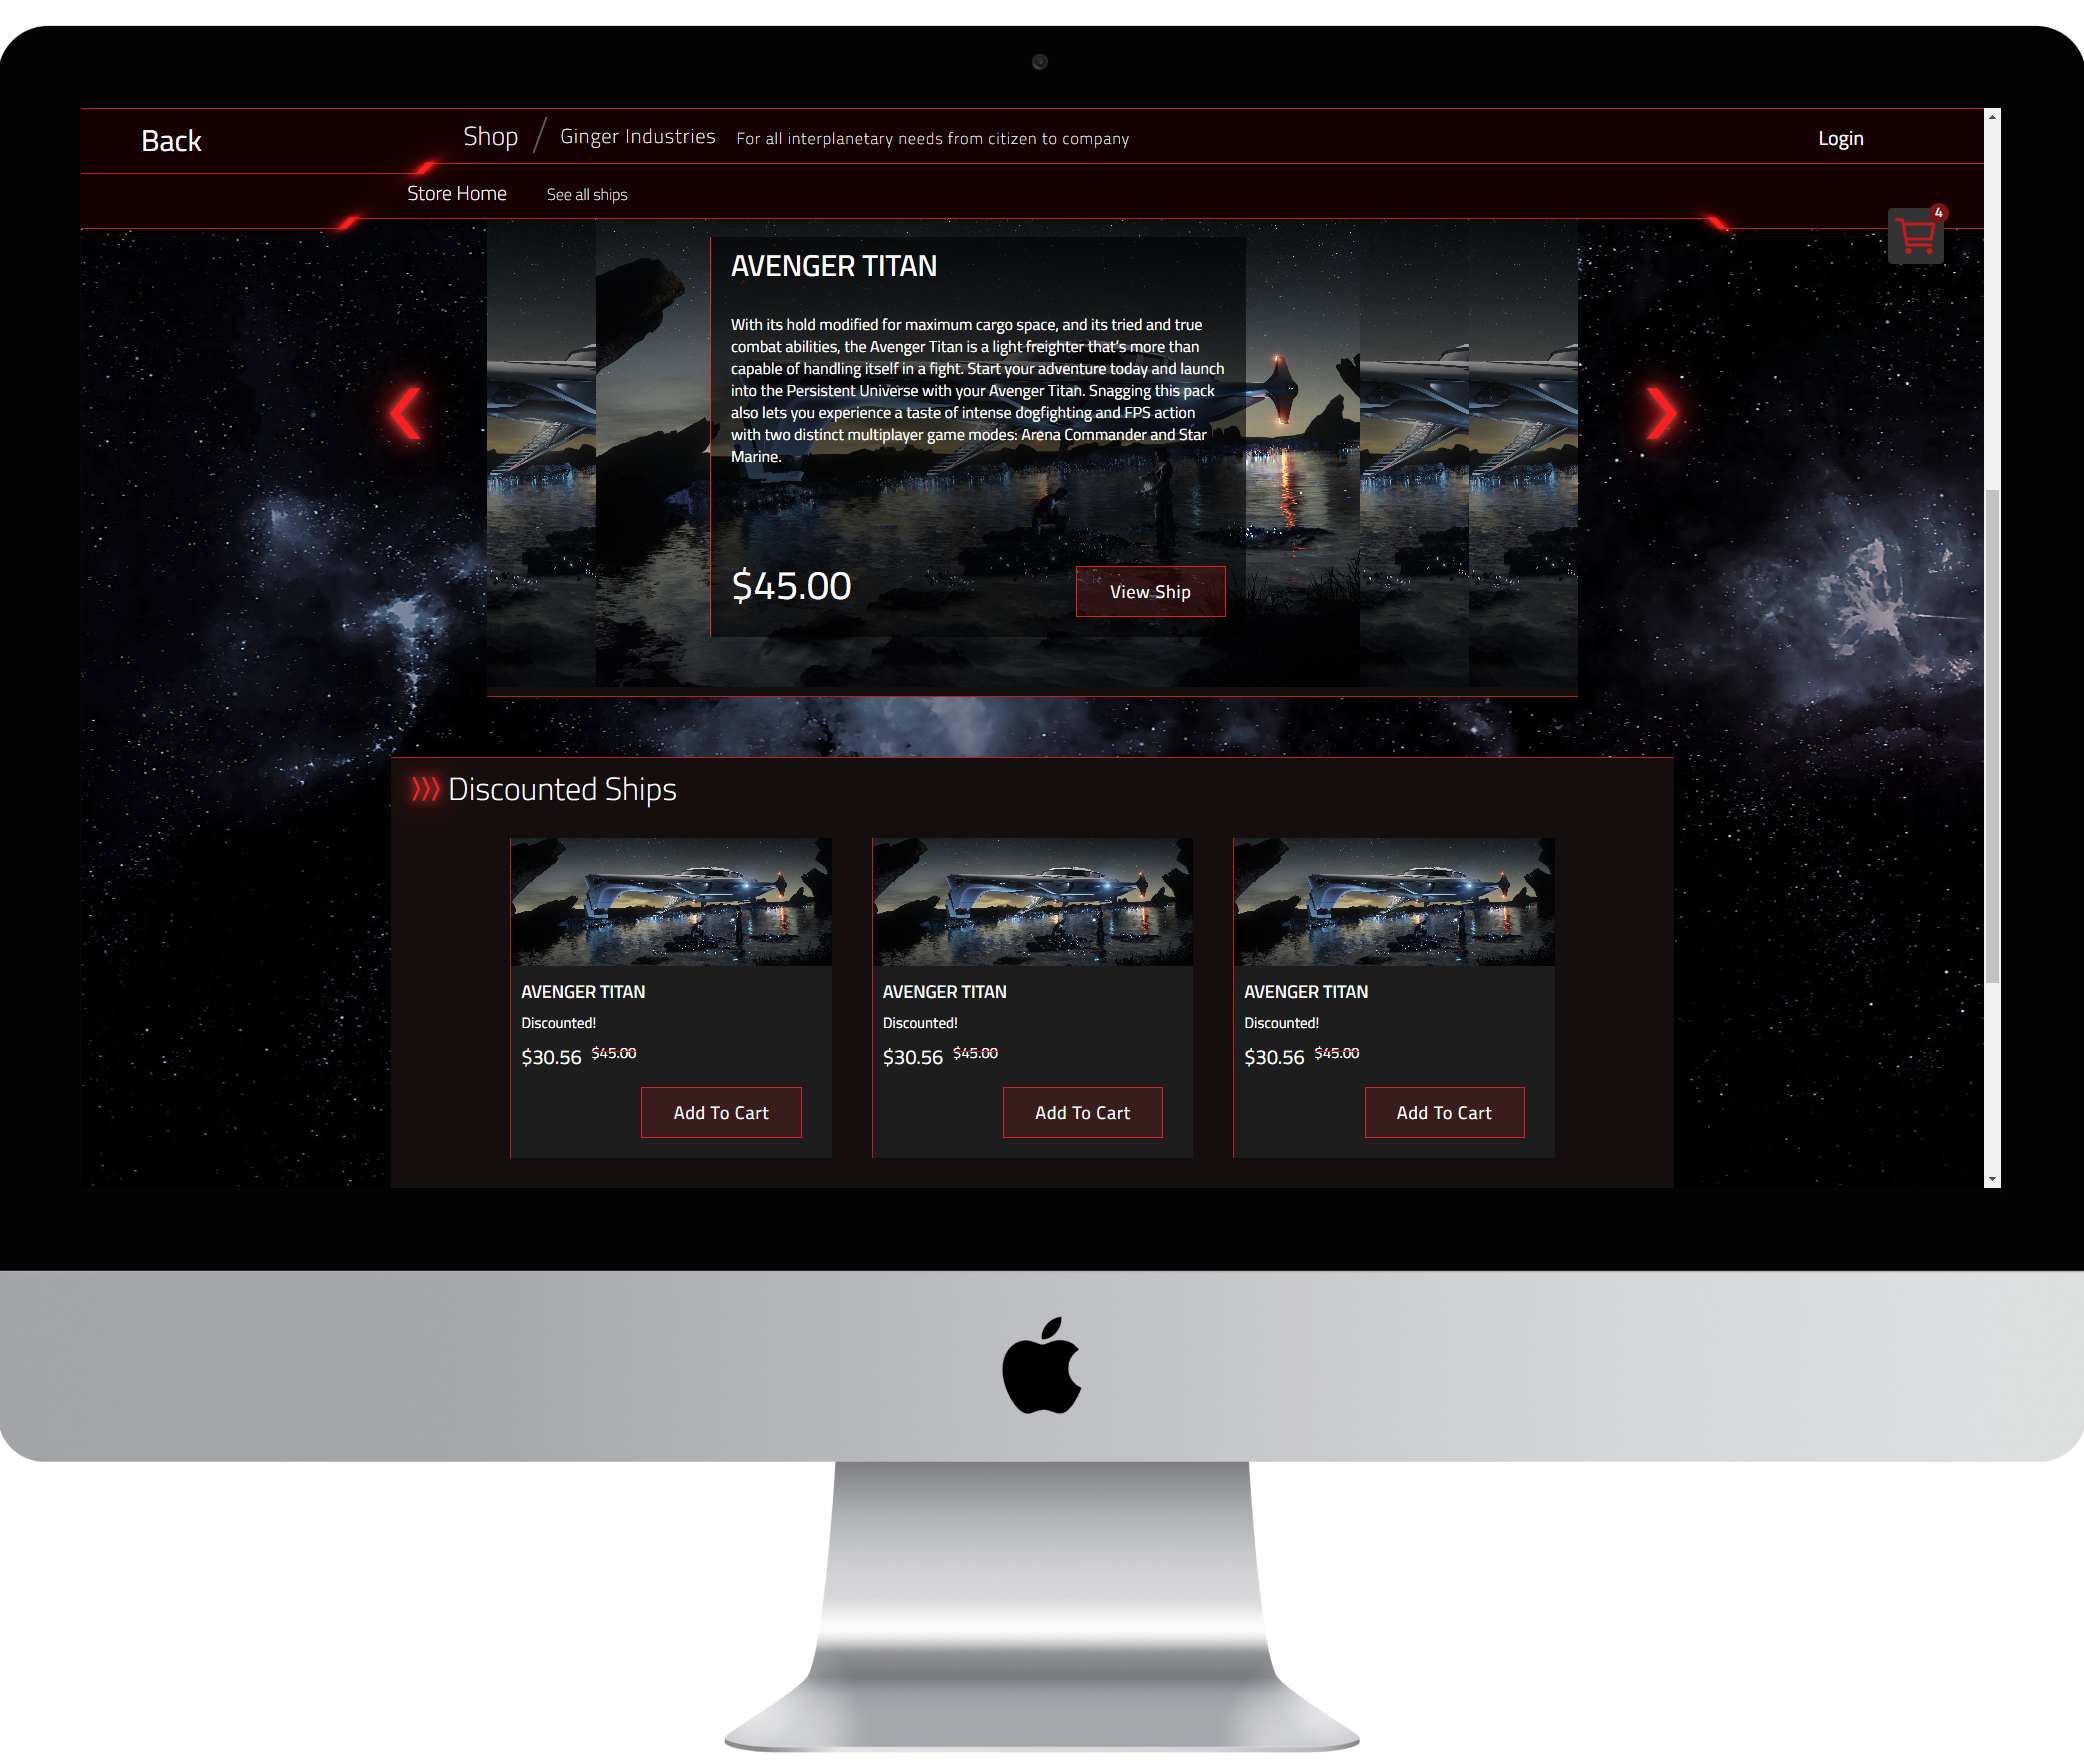 Back
Shop / Ginger Industries For all interplanetary needs from citizen to company
Login
Store Home See all ships
4
AVENGER TITAN
With its hold modified for maximum cargo space, and its tried and true
combat abilities, the Avenger Titan is a light freighter that's more than
capable of handling itself in a fight. Start your adventure today and launch
into the Persistent Universe with your Avenger Titan. Snagging this pack
also lets you experience a taste of intense dogfighting and FPS action
with two distinct multiplayer game modes: Arena Commander and Star
Marine.
$45.00
View Ship
Discounted Ships
AVENGER TITAN
Discounted!
$30.56 $45.00
Add To Cart
AVENGER TITAN
Discounted!
$30.56 $45.00
Add To Cart
AVENGER TITAN
Discounted!
$30.56 $45.00
Add To Cart